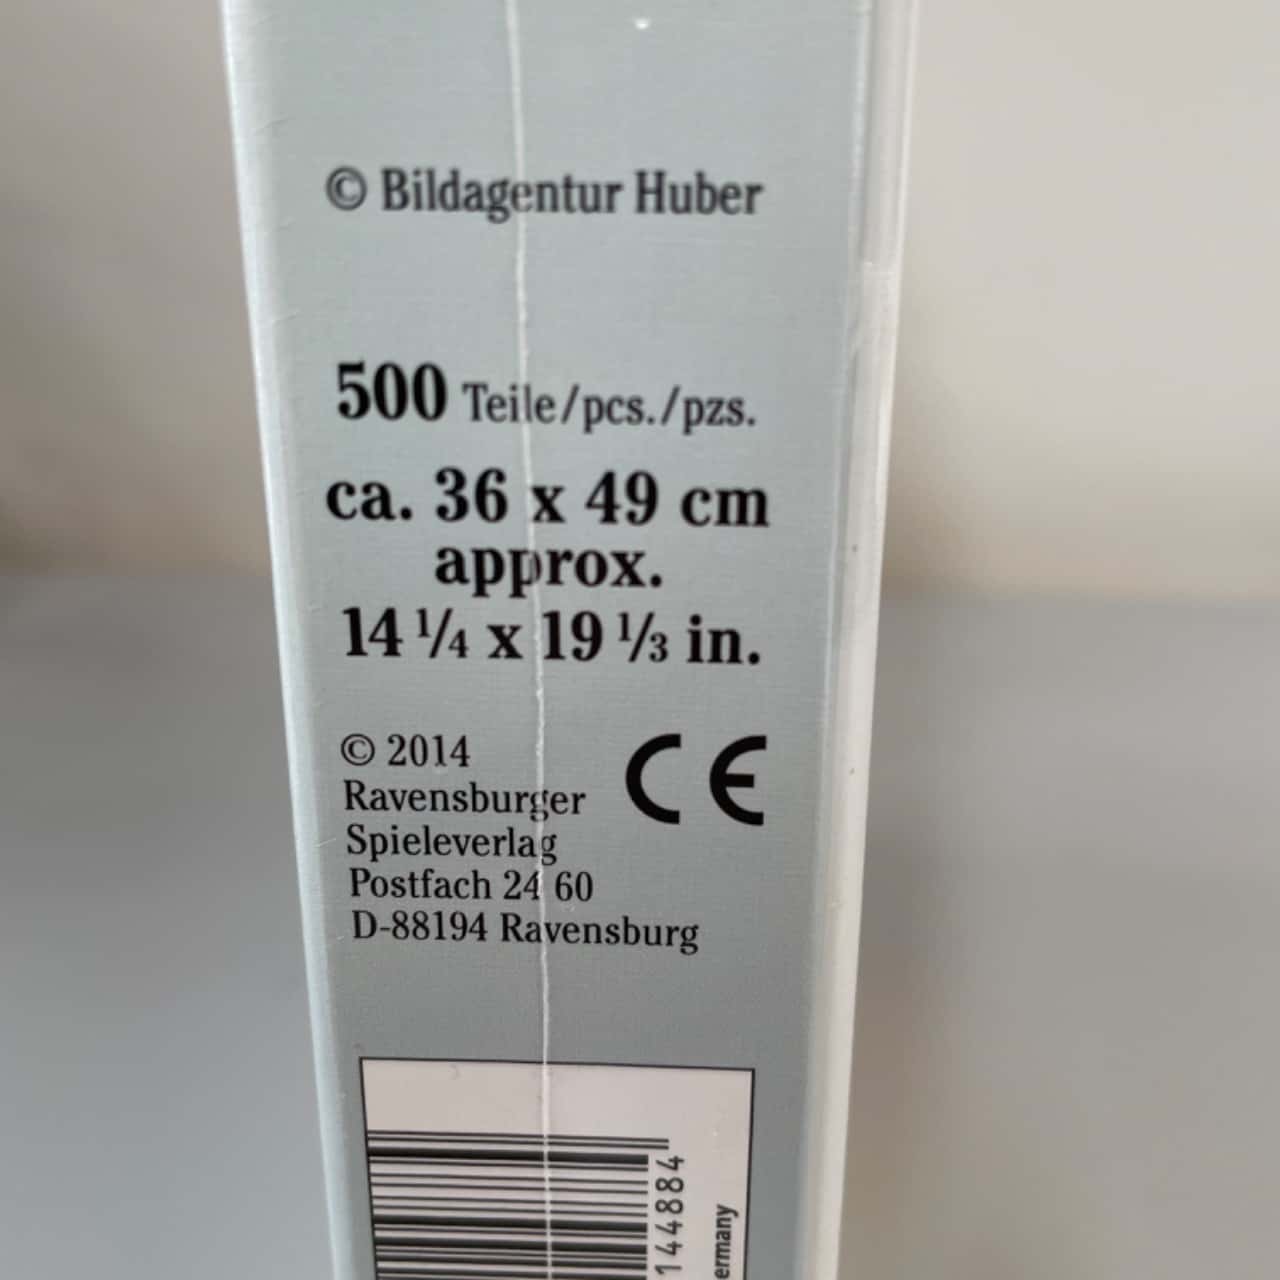 © Bildagentur Huber
500 Teile/pcs./pzs.
ca. 36 x 49 cm
approx.
14 1/4 x 19 1/3 in.
© 2014
Ravensburger
Spieleverlag
Postfach 24 60
D-88194 Ravensburg
CE
144884
ermany